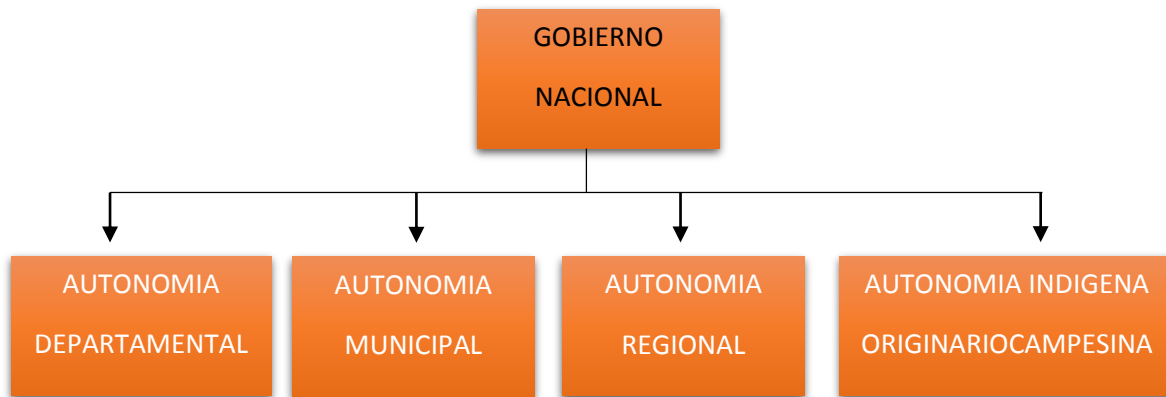 GOBIERNO
NACIONAL
AUTONOMIA
DEPARTAMENTAL
AUTONOMIA
MUNICIPAL
AUTONOMIA
REGIONAL
AUTONOMIA INDIGENA
ORIGINARIOCAMPESINA